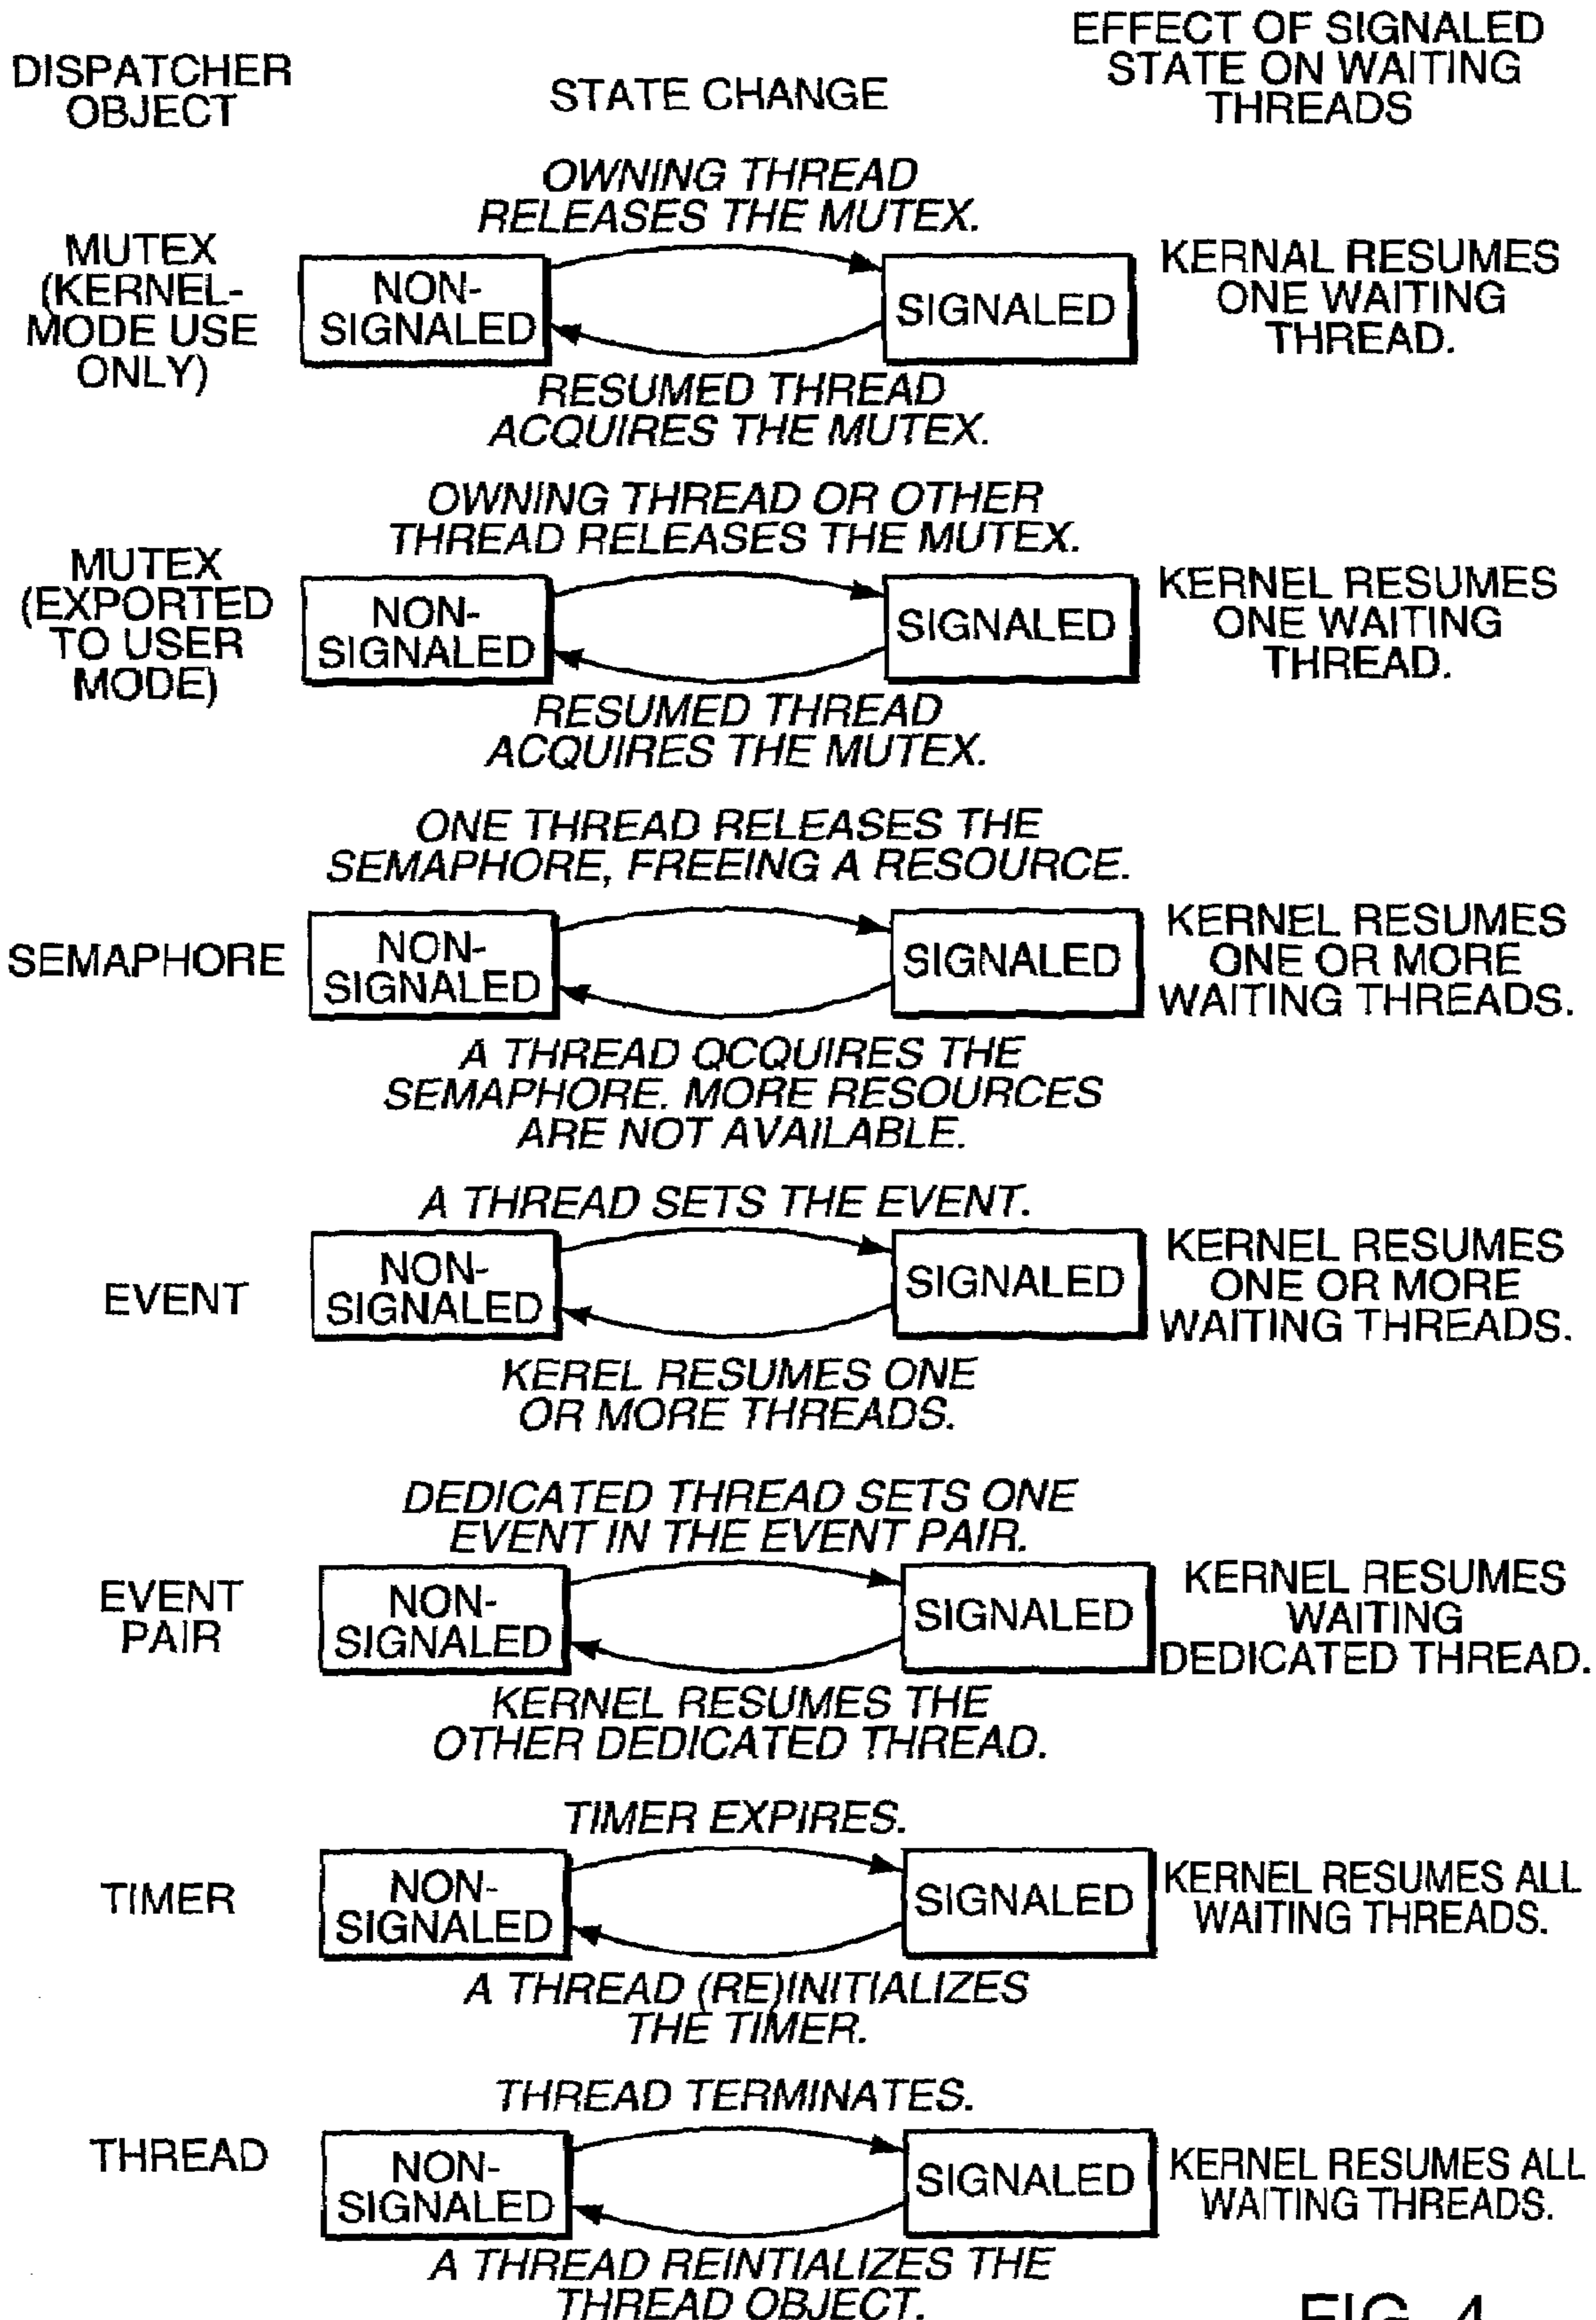 DISPATCHER
OBJECT
STATE CHANGE
EFFECT OF SIGNALED
STATE ON WAITING
THREADS
MUTEX
(KERNEL-
MODE USE
ONLY)
OWNING THREAD
RELEASES THE MUTEX.
NON-
SIGNALED
SIGNALED
RESUMED THREAD
ACQUIRES THE MUTEX.
KERNAL RESUMES
ONE WAITING
THREAD.
MUTEX
(EXPORTED
TO USER
MODE)
OWNING THREAD OR OTHER
THREAD RELEASES THE MUTEX.
NON-
SIGNALED
SIGNALED
RESUMED THREAD
ACQUIRES THE MUTEX.
KERNEL RESUMES
ONE WAITING
THREAD.
SEMAPHORE
ONE THREAD RELEASES THE
SEMAPHORE, FREEING A RESOURCE.
NON-
SIGNALED
SIGNALED
A THREAD QCQUIRES THE
SEMAPHORE. MORE RESOURCES
ARE NOT AVAILABLE.
KERNEL RESUMES
ONE OR MORE
WAITING THREADS.
EVENT
A THREAD SETS THE EVENT.
NON-
SIGNALED
SIGNALED
KEREL RESUMES ONE
OR MORE THREADS.
KERNEL RESUMES
ONE OR MORE
WAITING THREADS.
EVENT
PAIR
DEDICATED THREAD SETS ONE
EVENT IN THE EVENT PAIR.
NON-
SIGNALED
SIGNALED
KERNEL RESUMES THE
OTHER DEDICATED THREAD.
KERNEL RESUMES
WAITING
DEDICATED THREAD.
TIMER
TIMER EXPIRES.
NON-
SIGNALED
SIGNALED
A THREAD (RE)INITIALIZES
THE TIMER.
KERNEL RESUMES ALL
WAITING THREADS.
THREAD
THREAD TERMINATES.
NON-
SIGNALED
SIGNALED
A THREAD REINTIALIZES THE
THREAD OBJECT.
KERNEL RESUMES ALL
WAITING THREADS.
FIG. 4